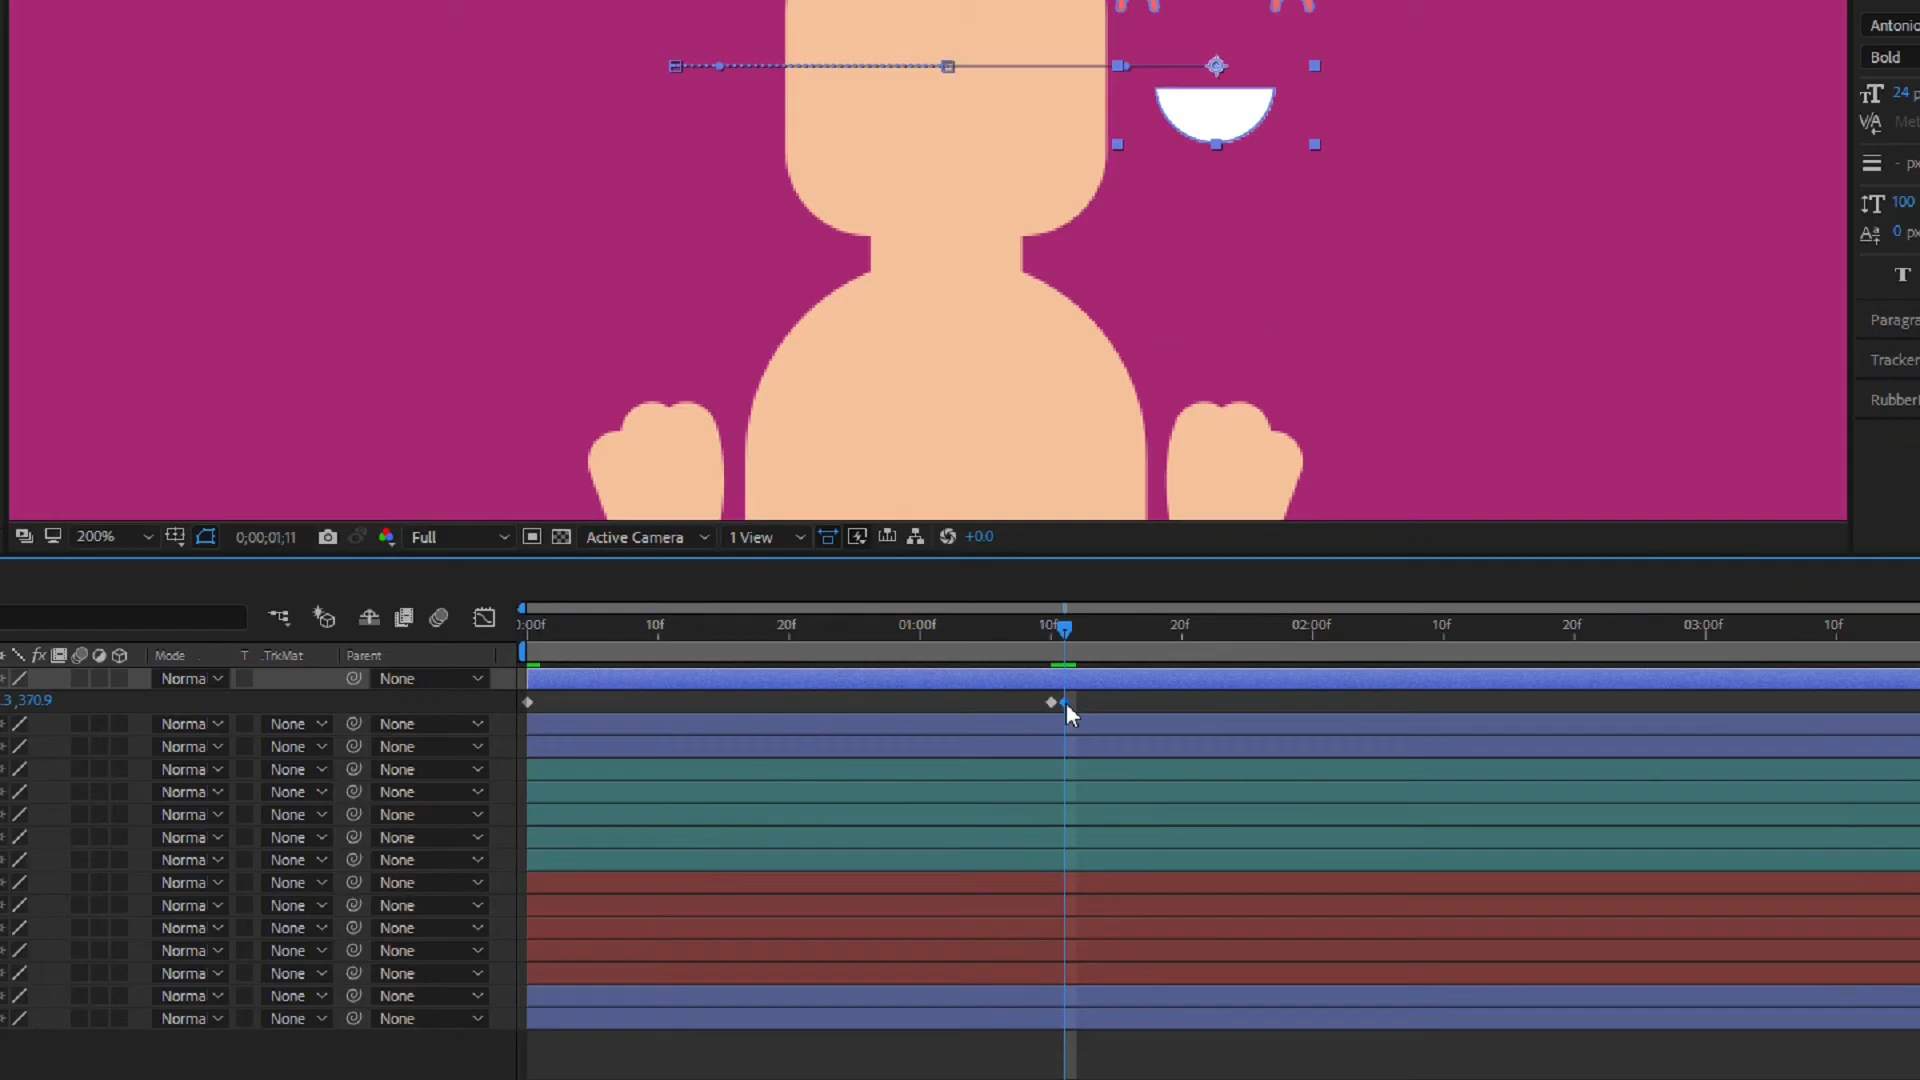 Antonio
Bold
24 p
Met
- px
100
0 px
T
Paragra
Tracker
Rubber
200%
0;00;01;11
Full
Active Camera
1 View
+0.0
0:00f 10f 20f 01:00f 10f 20f 02:00f 10f 20f 03:00f 10f
fx Mode T .TrkMat Parent
Norma None
.3,370.9
Norma None None
Norma None None
Norma None None
Norma None None
Norma None None
Norma None None
Norma None None
Norma None None
Norma None None
Norma None None
Norma None None
Norma None None
Norma None None
Norma None None